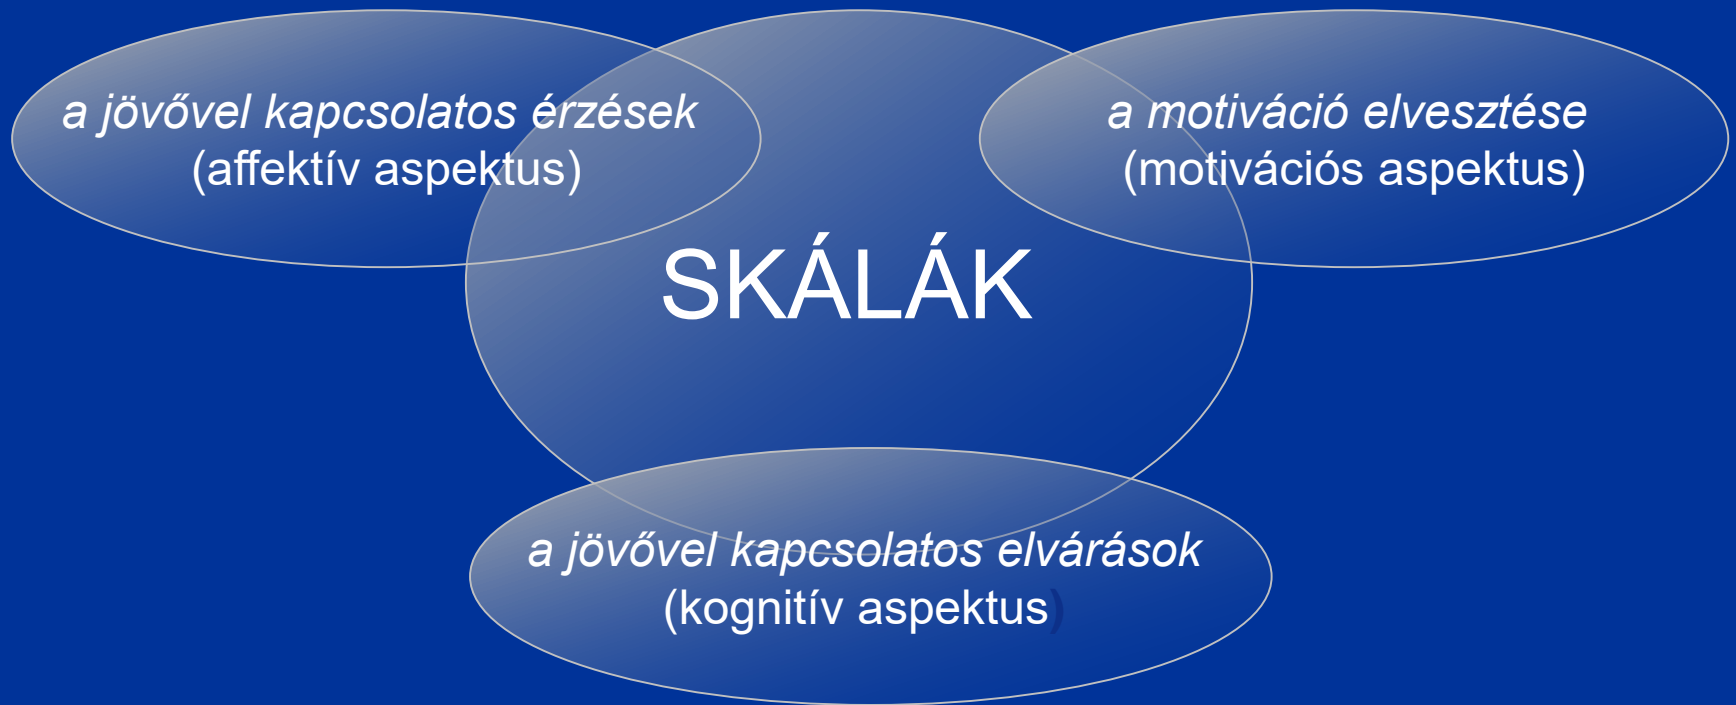 a jövővel kapcsolatos érzések
(affektív aspektus)
a motiváció elvesztése
(motivációs aspektus)
SKÁLÁK
a jövővel kapcsolatos elvárások
(kognitív aspektus)